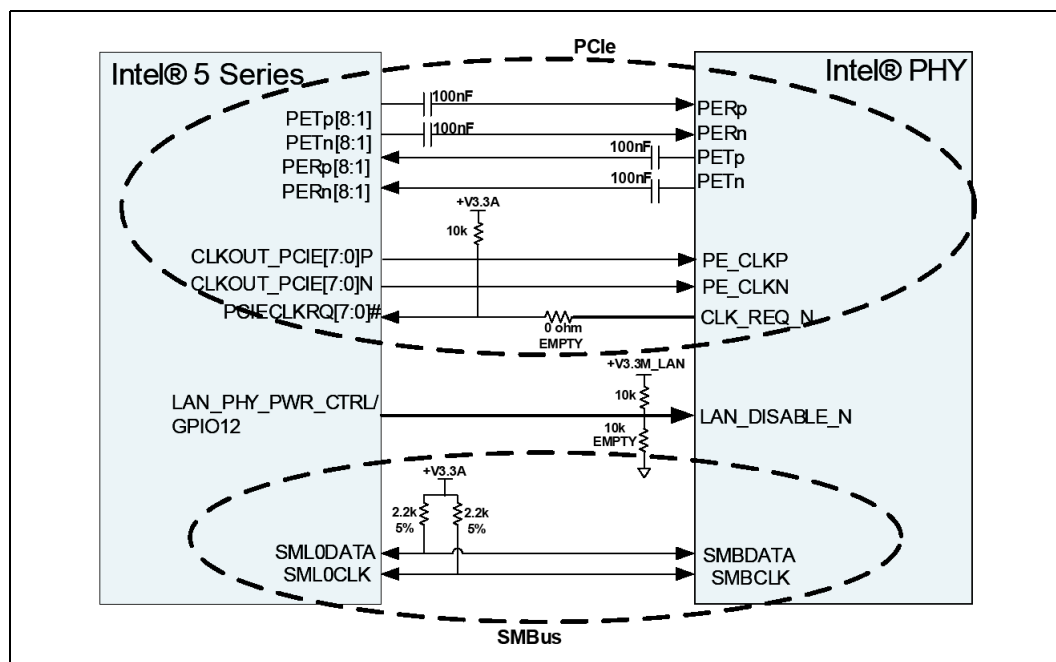 PCIe
Intel® 5 Series
Intel® PHY
100nF
PETp[8:1]
PERp
100nF
PETn[8:1]
PERn
100nF
PERp[8:1]
PETp
100nF
PERn[8:1]
PETn
+V3.3A
10k
CLKOUT_PCIE[7:0]P
PE_CLKP
CLKOUT_PCIE[7:0]N
PE_CLKN
PCIECLKRQ[7:0]#
CLK_REQ_N
0 ohm
EMPTY
+V3.3M_LAN
10k
LAN_PHY_PWR_CTRL/
GPIO12
LAN_DISABLE_N
10k
EMPTY
+V3.3A
2.2k
5%
2.2k
5%
SML0DATA
SMBDATA
SML0CLK
SMBCLK
SMBus